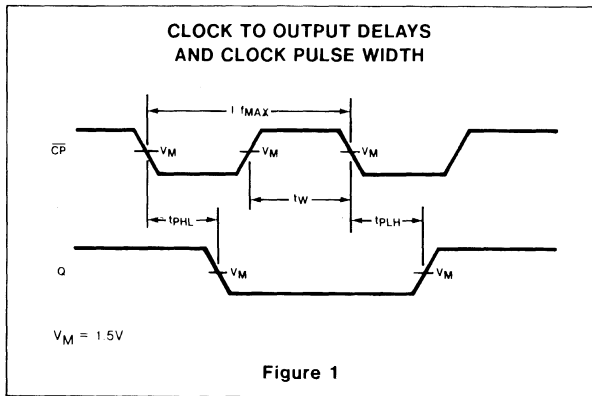 CLOCK TO OUTPUT DELAYS
AND CLOCK PULSE WIDTH
1 fMAX
CP
VM
VM
VM
tW
tPHL
tPLH
Q
VM
VM
VM = 1.5V
Figure 1